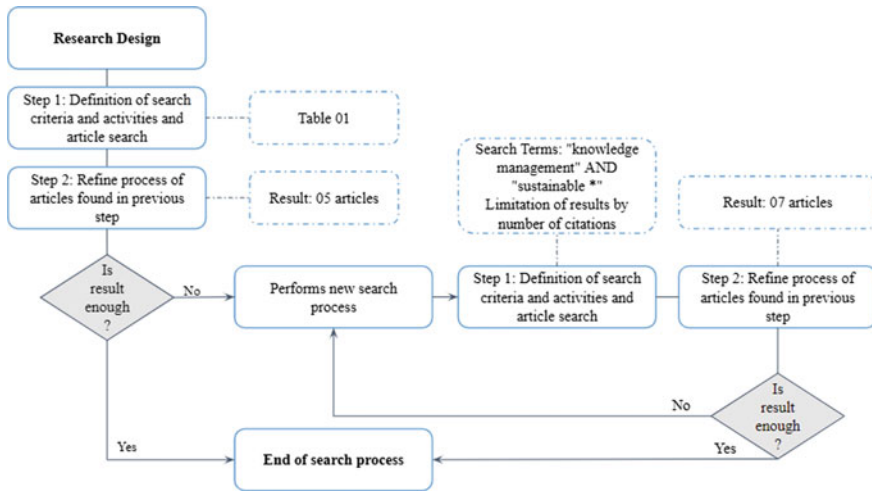 Research Design
Step 1: Definition of search
criteria and activities and
article search
Table 01
Step 2: Refine process of
articles found in previous
step
Result: 05 articles
Is
result
enough
?
No
Yes
Performs new search
process
Search Terms: "knowledge
management" AND
"sustainable *"
Limitation of results by
number of citations
Step 1: Definition of search
criteria and activities and
article search
Result: 07 articles
Step 2: Refine process of
articles found in previous
step
Is
result
enough
?
No
Yes
End of search process